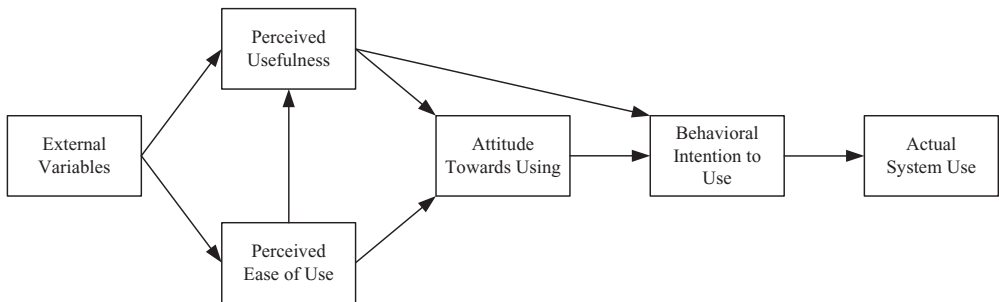 Perceived
Usefulness
External
Variables
Attitude
Towards Using
Behavioral
Intention to
Use
Actual
System Use
Perceived
Ease of Use